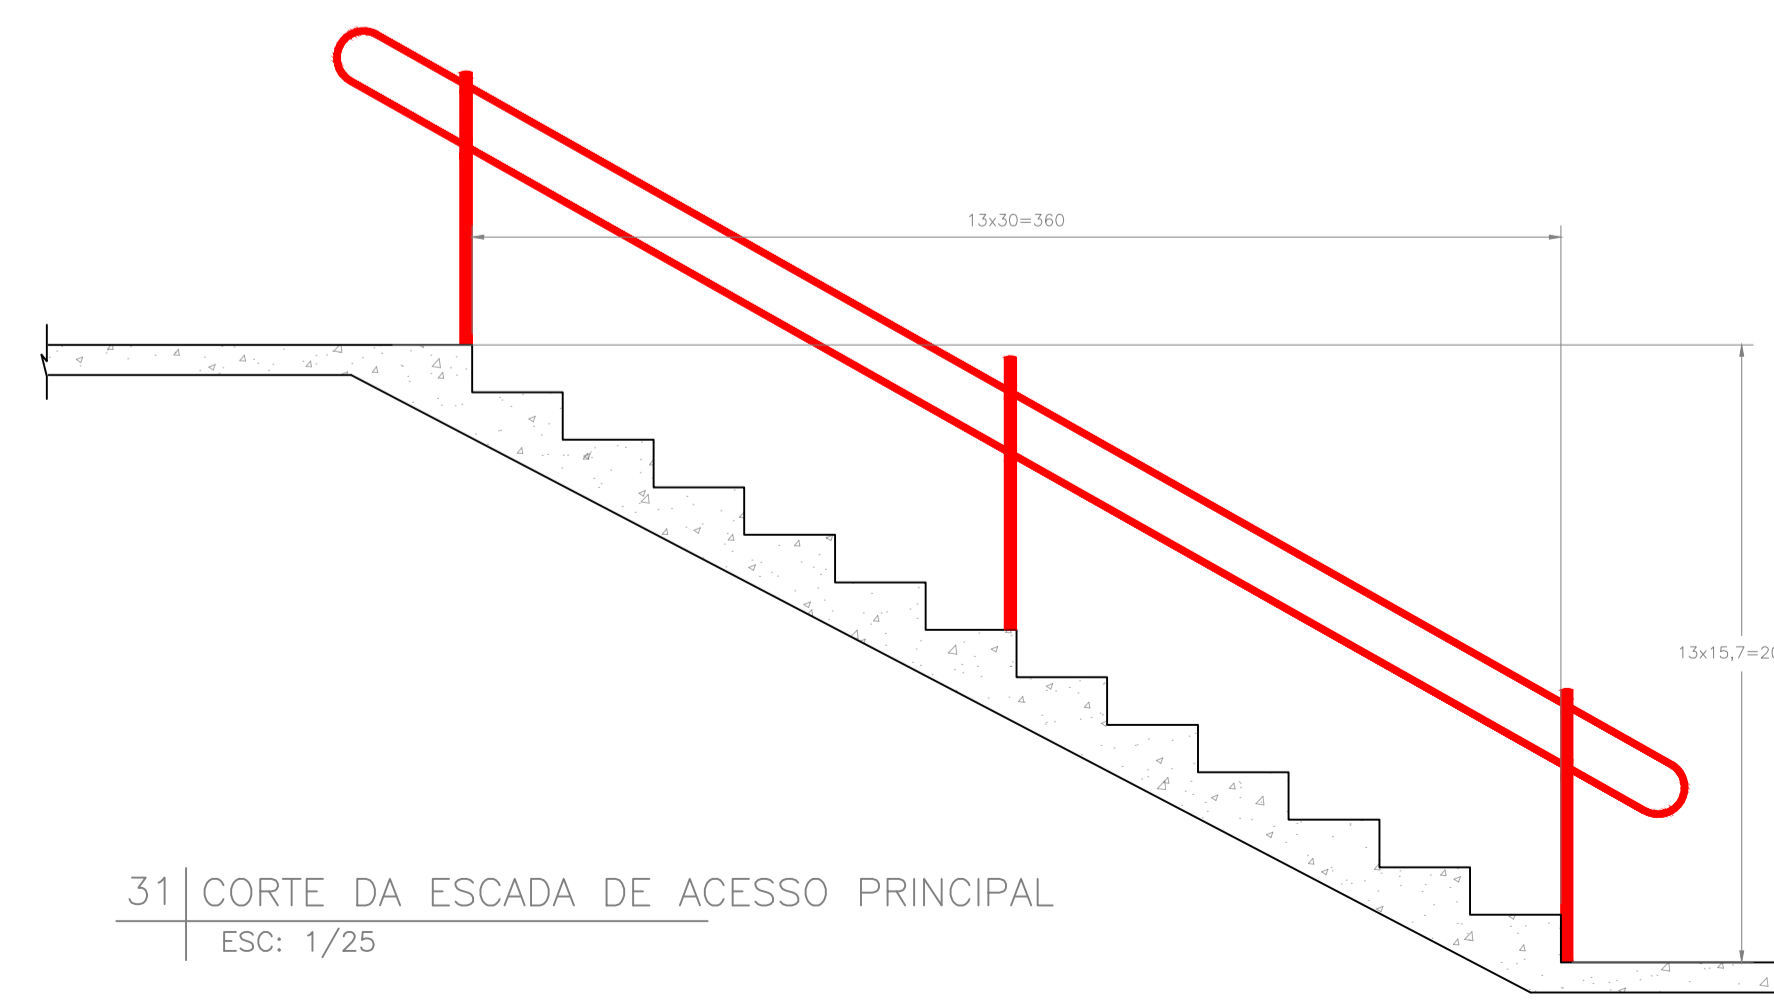 13x30=360
13x15,7=20
31 CORTE DA ESCADA DE ACESSO PRINCIPAL
ESC: 1/25